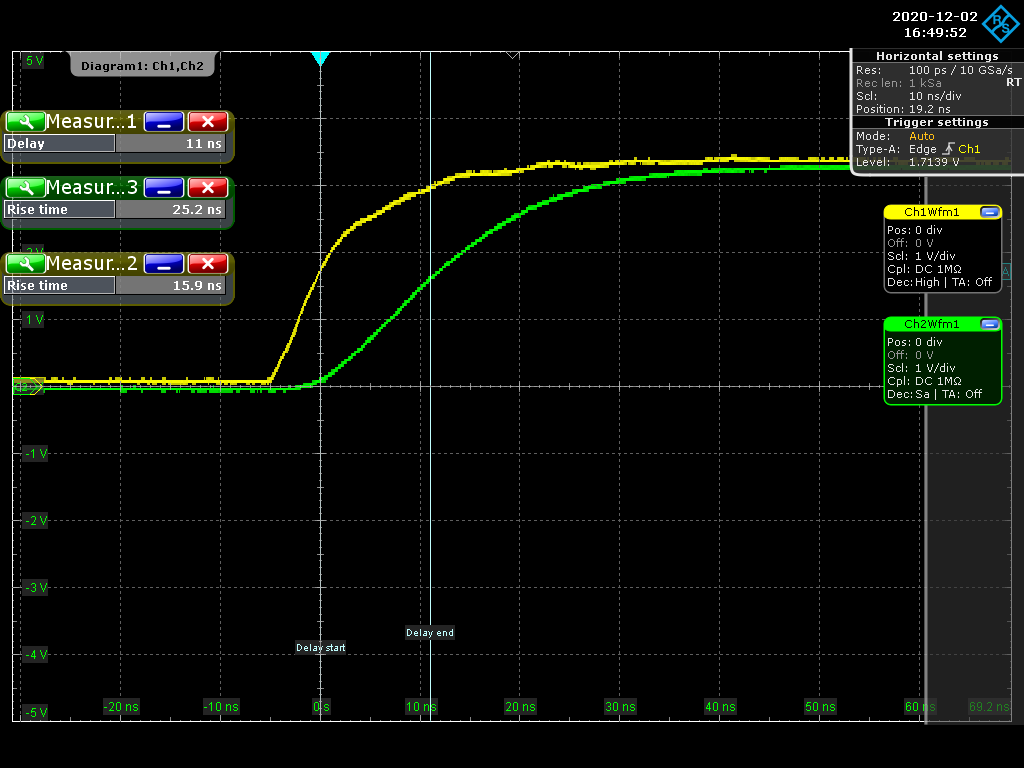 2020-12-02
16:49:52
R
S
Horizontal settings
Res: 100 ps / 10 GSa/s
Rec len: 1 kSa RT
Scl: 10 ns/div
Position: 19.2 ns
Trigger settings
Mode: Auto
Type-A: Edge Ch1
Level: 1.7139 V
5 V
Diagram1: Ch1,Ch2
Measur...1
Delay 11 ns
Measur...3
Rise time 25.2 ns
2 V
Measur...2
Rise time 15.9 ns
1 V
Ch1Wfm1
Pos: 0 div
Off: 0 V
Scl: 1 V/div
Cpl: DC 1MΩ
Dec:High | TA: Off
A
Ch2Wfm1
Pos: 0 div
Off: 0 V
Scl: 1 V/div
Cpl: DC 1MΩ
Dec:Sa | TA: Off
-1 V
-2 V
-3 V
-4 V
-5 V
Delay end
Delay start
-20 ns -10 ns 0 s 10 ns 20 ns 30 ns 40 ns 50 ns 60 ns 69.2 ns